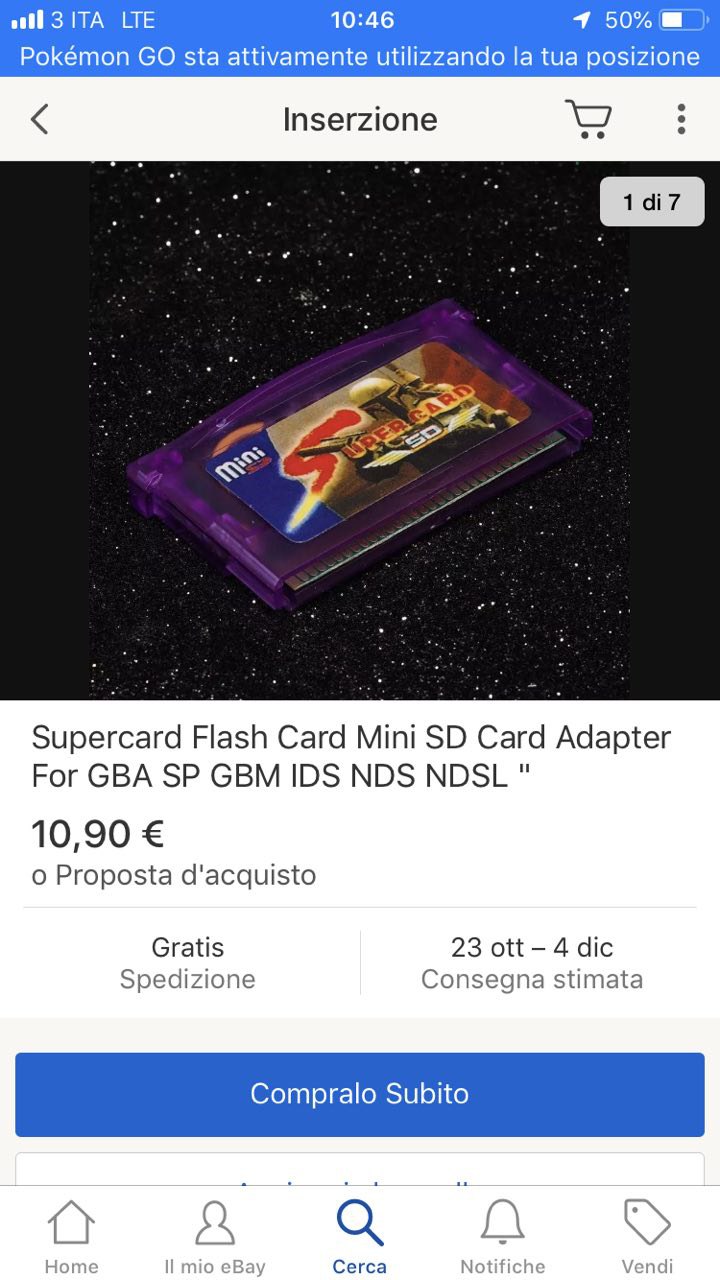 3 ITA LTE 10:46 50%
Pokémon GO sta attivamente utilizzando la tua posizione
Inserzione
1 di 7
mini
SD
SUPER CARD
SD
Supercard Flash Card Mini SD Card Adapter
For GBA SP GBM IDS NDS NDSL "
10,90 €
o Proposta d'acquisto
Gratis
Spedizione
23 ott – 4 dic
Consegna stimata
Compralo Subito
Home
Il mio eBay
Cerca
Notifiche
Vendi